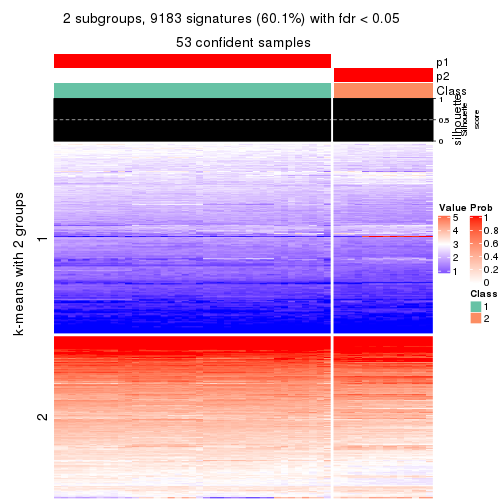 2 subgroups, 9183 signatures (60.1%) with fdr < 0.05
53 confident samples
p1
p2
Class
1
0.5
0
silhouette
Silhouette
score
k-means with 2 groups
1
2
Value
5
4
3
2
1
Prob
1
0.8
0.6
0.4
0.2
0
Class
1
2